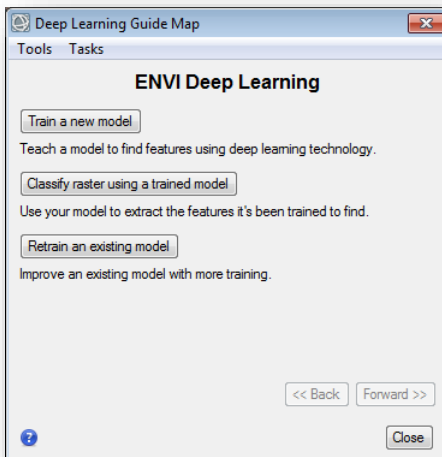 Deep Learning Guide Map
Tools Tasks
ENVI Deep Learning
Train a new model
Teach a model to find features using deep learning technology.
Classify raster using a trained model
Use your model to extract the features it's been trained to find.
Retrain an existing model
Improve an existing model with more training.
<< Back Forward >>
? Close